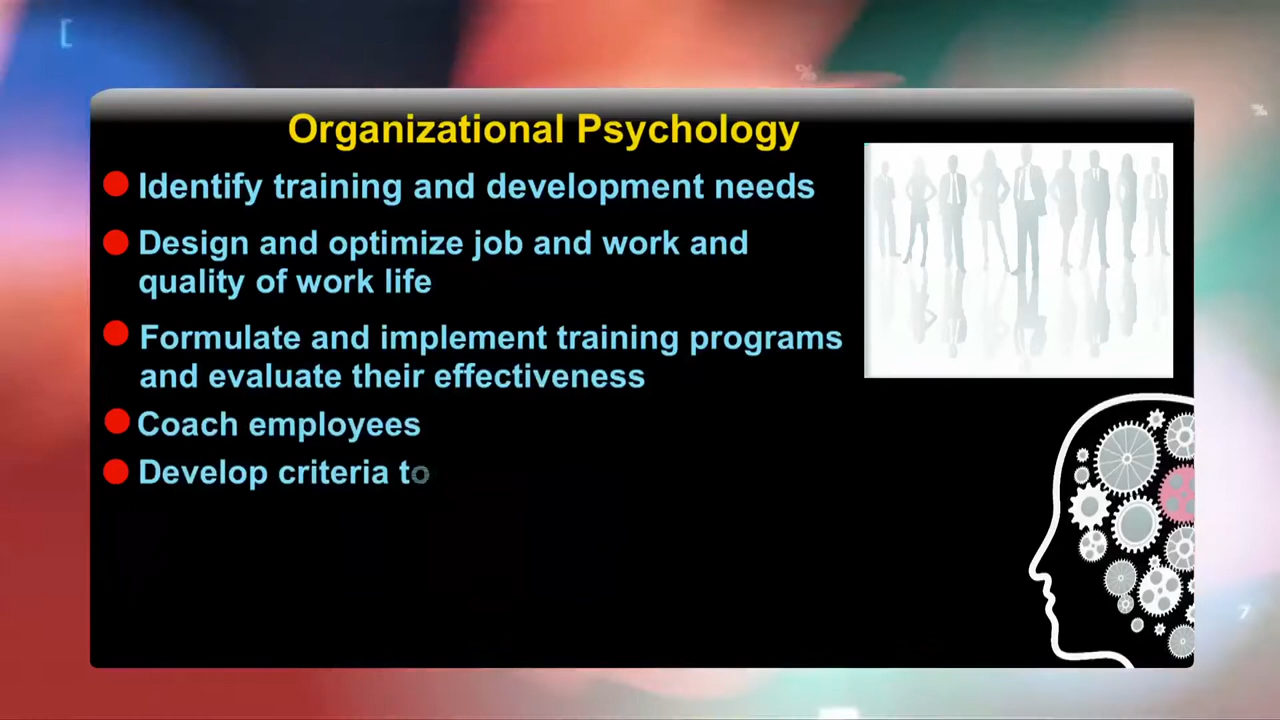 Organizational Psychology
Identify training and development needs
Design and optimize job and work and
quality of work life
Formulate and implement training programs
and evaluate their effectiveness
Coach employees
Develop criteria to